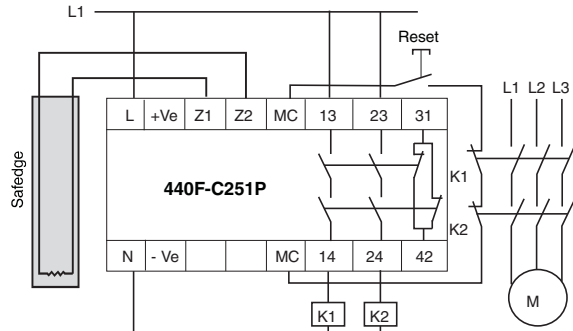 L1
Reset
L1 L2 L3
L +Ve Z1 Z2 MC 13 23 31
Safedge
440F-C251P
K1
K2
N - Ve MC 14 24 42
K1 K2
M